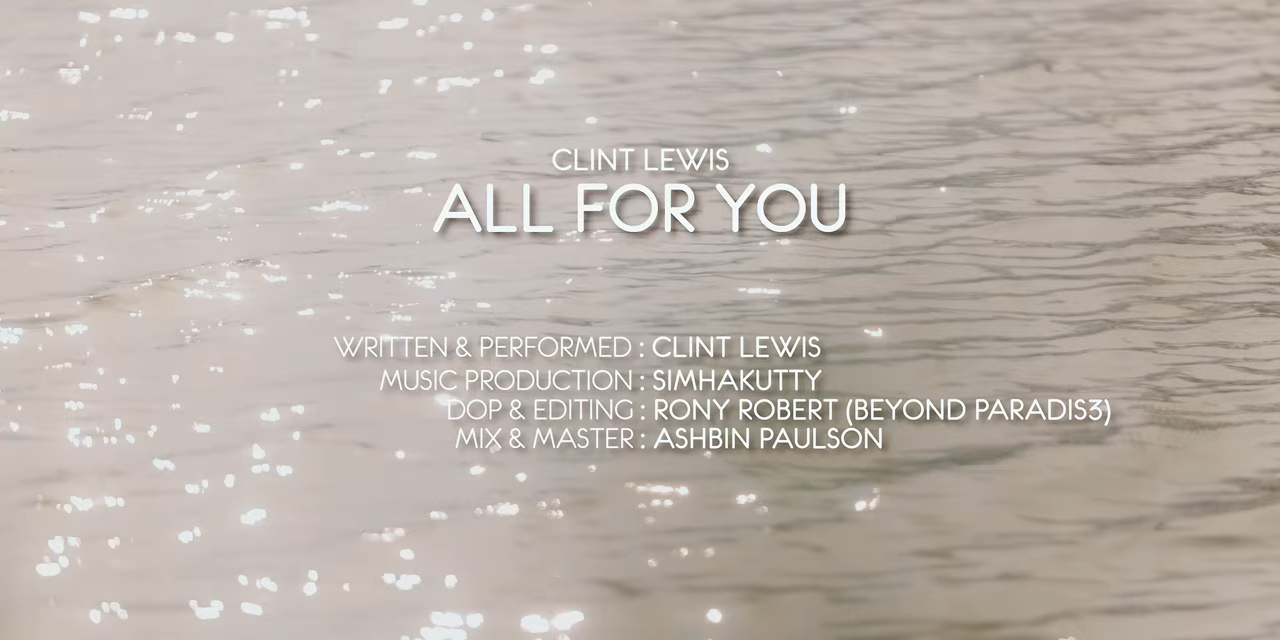 CLINT LEWIS
ALL FOR YOU
WRITTEN & PERFORMED : CLINT LEWIS
MUSIC PRODUCTION : SIMHAKUTTY
DOP & EDITING : RONY ROBERT (BEYOND PARADIS3)
MIX & MASTER : ASHBIN PAULSON